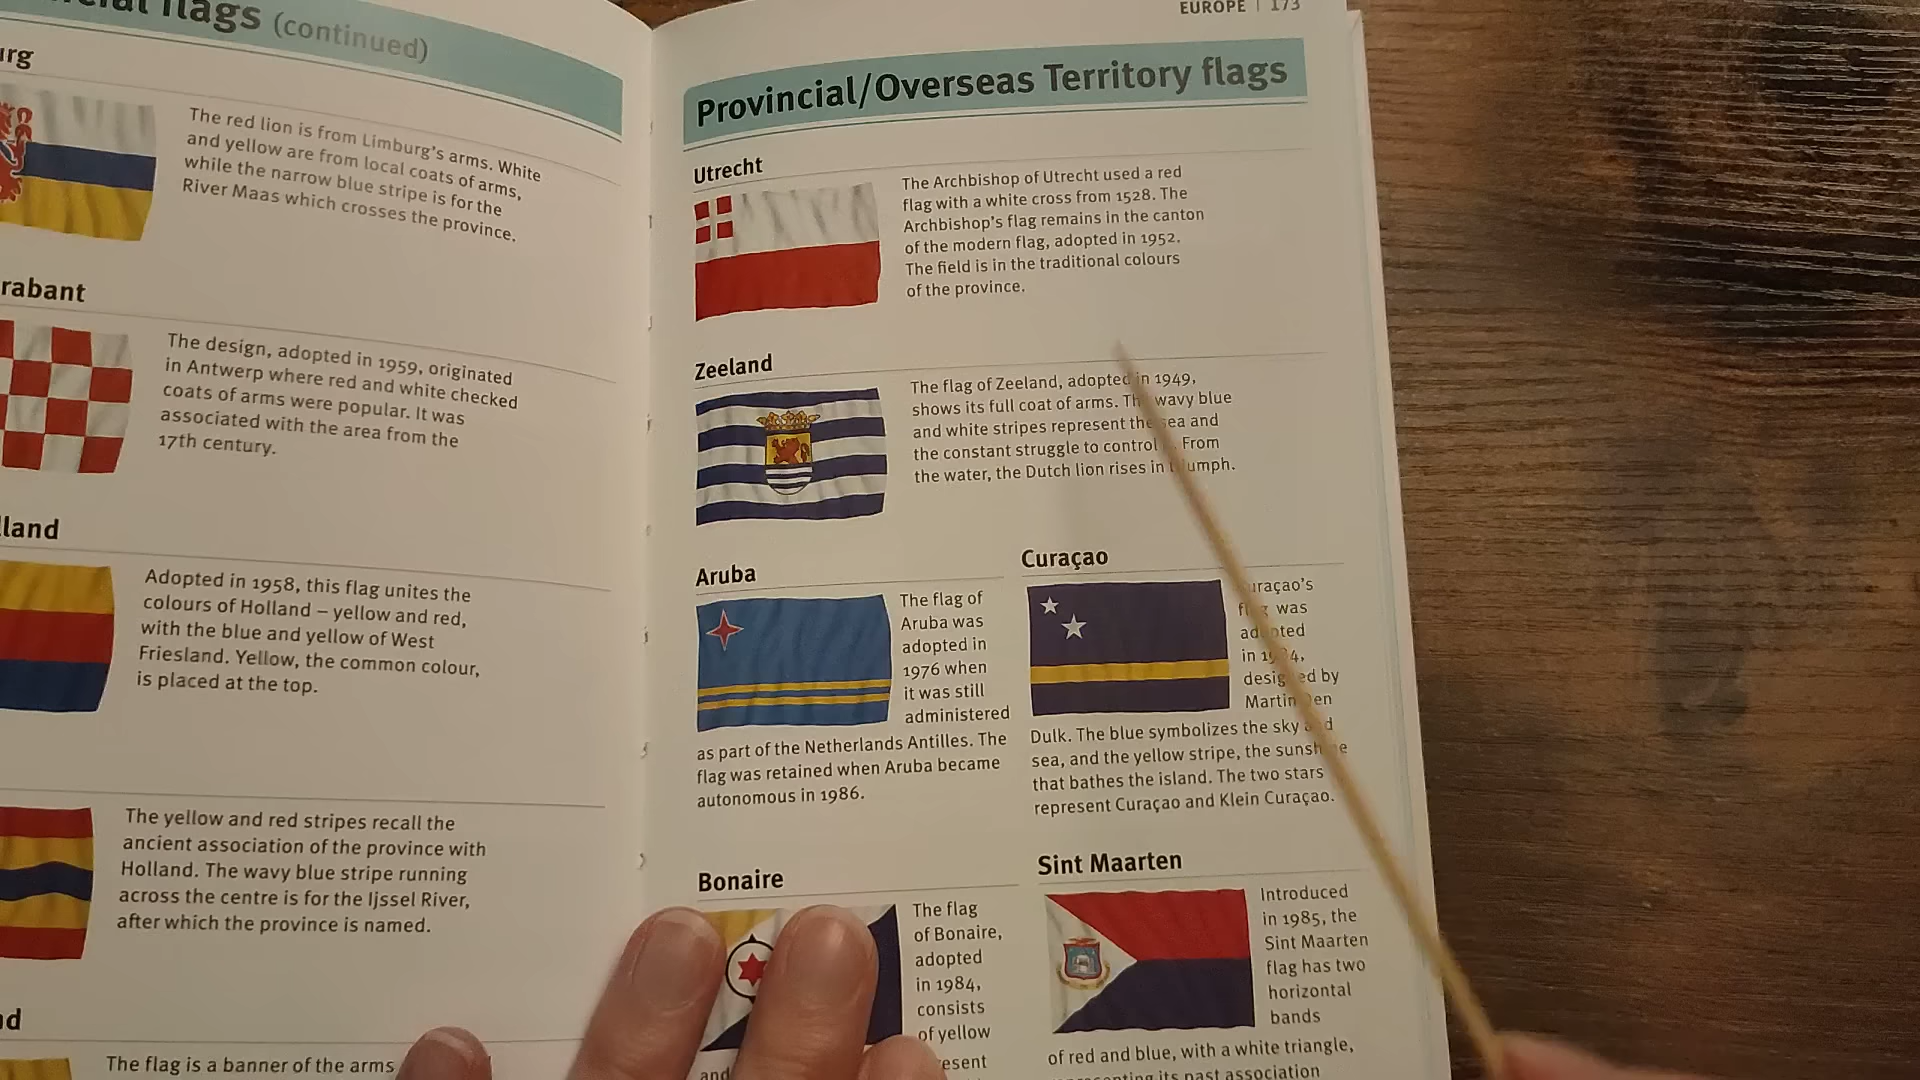 flags (continued)
The red lion is from Limburg's arms. White
and yellow are from local coats of arms,
while the narrow blue stripe is for the
River Maas which crosses the province.
The design, adopted in 1959, originated
in Antwerp where red and white checked
coats of arms were popular. It was
associated with the area from the
17th century.
Adopted in 1958, this flag unites the
colours of Holland – yellow and red,
with the blue and yellow of West
Friesland. Yellow, the common colour,
is placed at the top.
The yellow and red stripes recall the
ancient association of the province with
Holland. The wavy blue stripe running
across the centre is for the Ijssel River,
after which the province is named.
The flag is a banner of the arms
EUROPE | 173
Provincial/Overseas Territory flags
Utrecht
The Archbishop of Utrecht used a red
flag with a white cross from 1528. The
Archbishop's flag remains in the canton
of the modern flag, adopted in 1952.
The field is in the traditional colours
of the province.
Zeeland
The flag of Zeeland, adopted in 1949,
shows its full coat of arms. The wavy blue
and white stripes represent the sea and
the constant struggle to control From
the water, the Dutch lion rises in triumph.
Aruba
The flag of
Aruba was
adopted in
1976 when
it was still
administered
as part of the Netherlands Antilles. The
flag was retained when Aruba became
autonomous in 1986.
Curaçao
Curaçao's
flag was
adopted
in
designed by
Martin den
Dulk. The blue symbolizes the sky and
sea, and the yellow stripe, the sunshine
that bathes the island. The two stars
represent Curaçao and Klein Curaçao.
Bonaire
The flag
of Bonaire,
adopted
in 1984,
consists
of yellow
and
Sint Maarten
Introduced
in 1985, the
Sint Maarten
flag has two
horizontal
bands
of red and blue, with a white triangle,
its past association